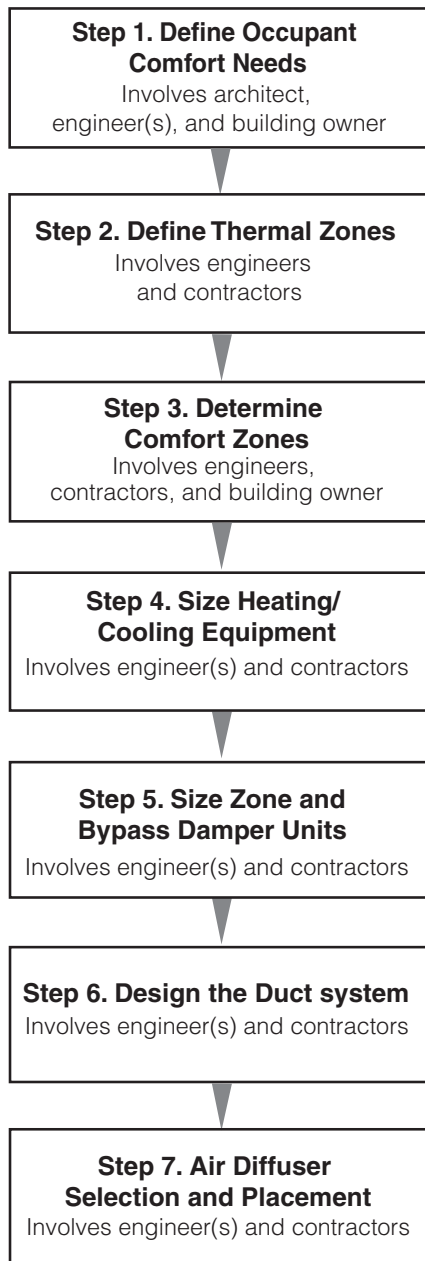 Step 1. Define Occupant
Comfort Needs
Involves architect,
engineer(s), and building owner
Step 2. Define Thermal Zones
Involves engineers
and contractors
Step 3. Determine
Comfort Zones
Involves engineers,
contractors, and building owner
Step 4. Size Heating/
Cooling Equipment
Involves engineer(s) and contractors
Step 5. Size Zone and
Bypass Damper Units
Involves engineer(s) and contractors
Step 6. Design the Duct system
Involves engineer(s) and contractors
Step 7. Air Diffuser
Selection and Placement
Involves engineer(s) and contractors